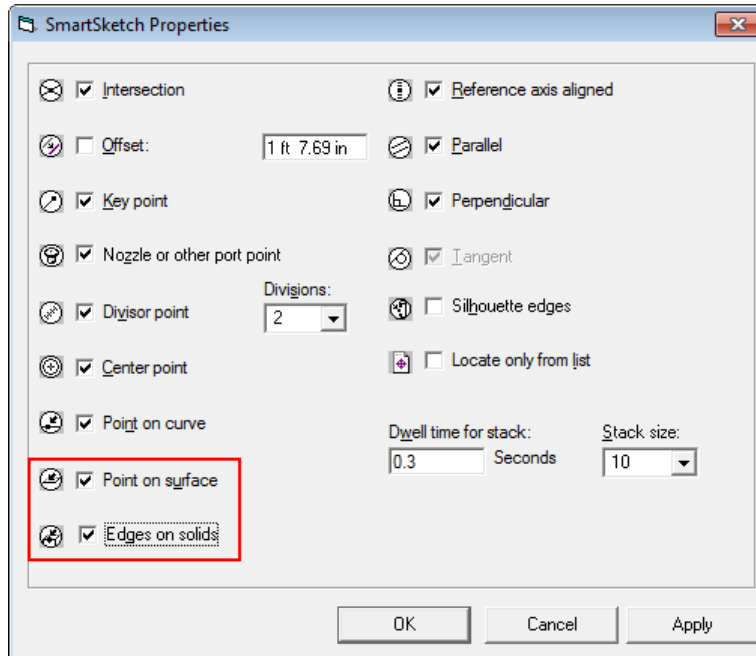 SmartSketch Properties
Intersection
Offset: 1 ft 7.69 in
Key point
Nozzle or other port point
Divisions:
Divisor point 2
Center point
Point on curve
Point on surface
Edges on solids
Reference axis aligned
Parallel
Perpendicular
Tangent
Silhouette edges
Locate only from list
Dwell time for stack: Stack size:
0.3 Seconds 10
OK Cancel Apply